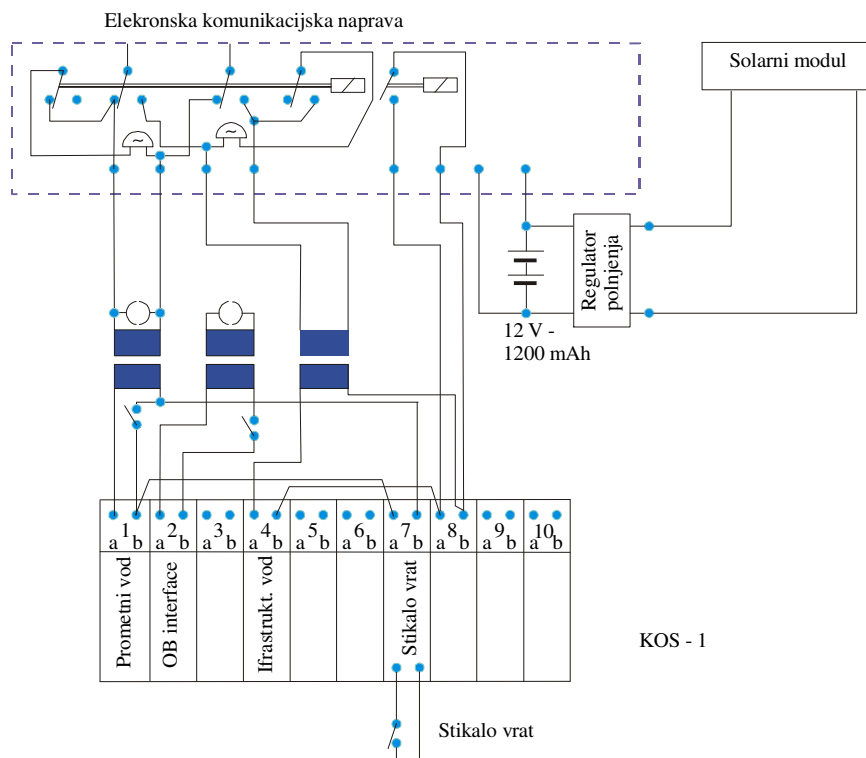 Elekronska komunikacijska naprava
Solarni modul
~
~
Regulator
polnjenja
12 V -
1200 mAh
1 2 3 4 5 6 7 8 9 10
a b a b a b a b a b a b a b a b a b a b
Prometni vod
OB interface
Ifrastrukt. vod
Stikalo vrat
KOS - 1
Stikalo vrat